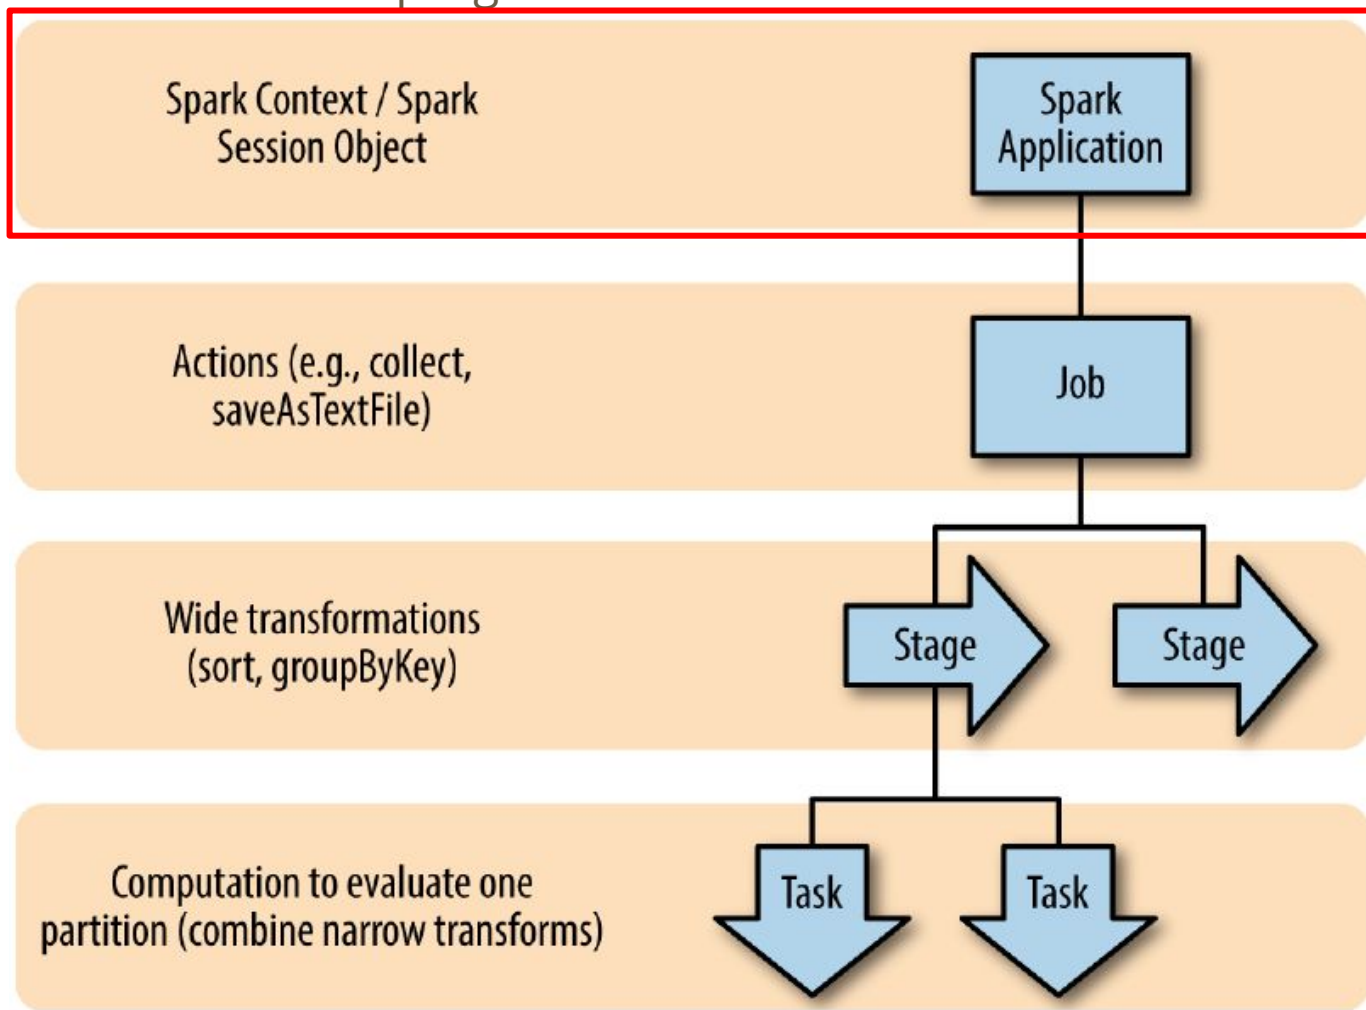 Spark Context / Spark
Session Object
Spark
Application
Actions (e.g., collect,
saveAsTextFile)
Job
Wide transformations
(sort, groupByKey)
Stage
Stage
Computation to evaluate one
partition (combine narrow transforms)
Task
Task